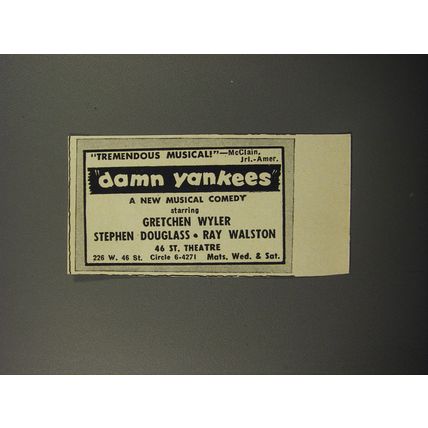 "TREMENDOUS MUSICAL!"—McClain,
Jrl.-Amer.
"damn yankees"
A NEW MUSICAL COMEDY
starring
GRETCHEN WYLER
STEPHEN DOUGLASS • RAY WALSTON
46 ST. THEATRE
226 W. 46 St. Circle 6-4271 Mats. Wed. & Sat.